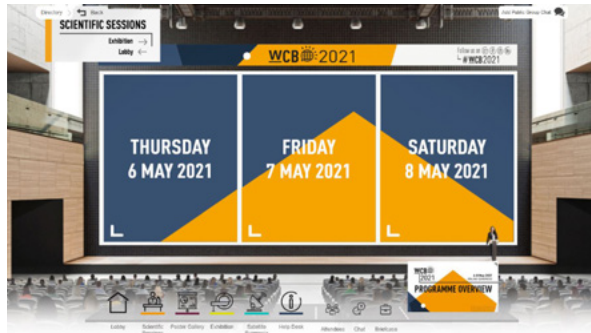 Directory
Back
Add Public Group Chat
SCIENTIFIC SESSIONS
Exhibition →
Lobby ←
WCB 2021
Follow us on
#WCB2021
THURSDAY
6 MAY 2021
FRIDAY
7 MAY 2021
SATURDAY
8 MAY 2021
WCB
2021
PROGRAMME OVERVIEW
Lobby
Scientific
Poster Gallery
Exhibition
Satellite
Help Desk
Attendees
Chat
Briefcase